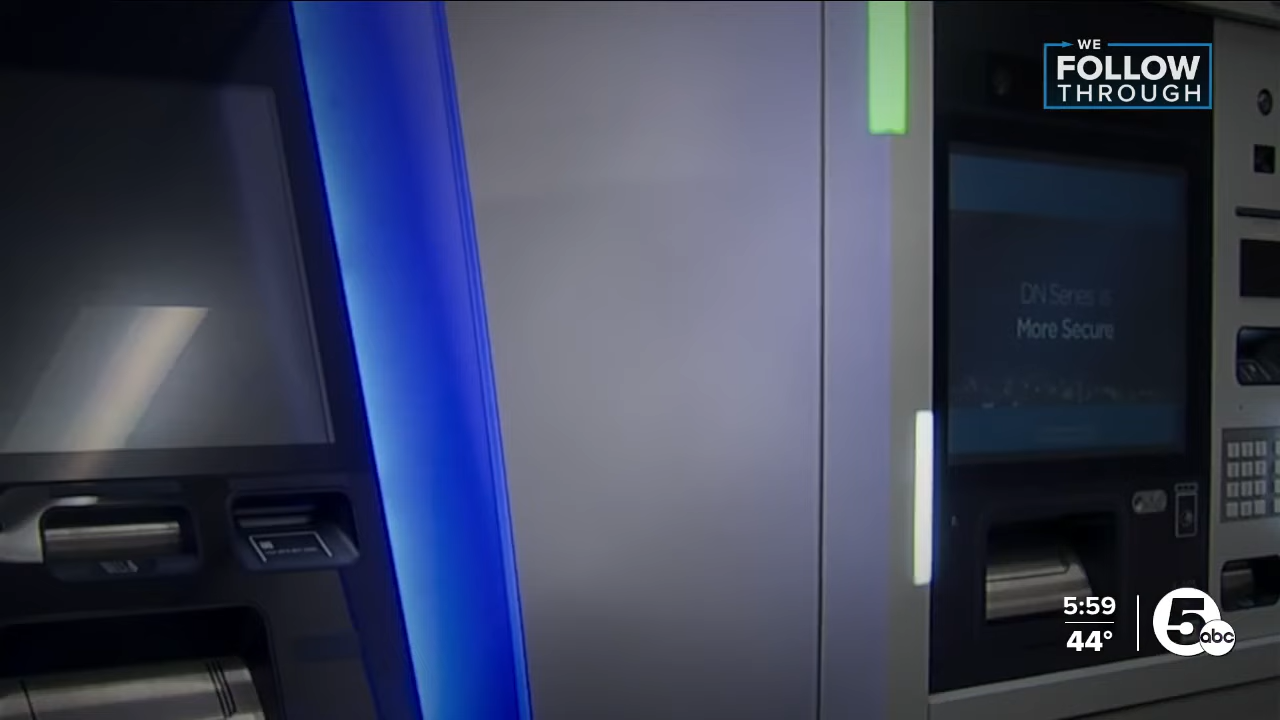 WE
FOLLOW
THROUGH
DN Series is
More Secure
5:59
44°
5 abc